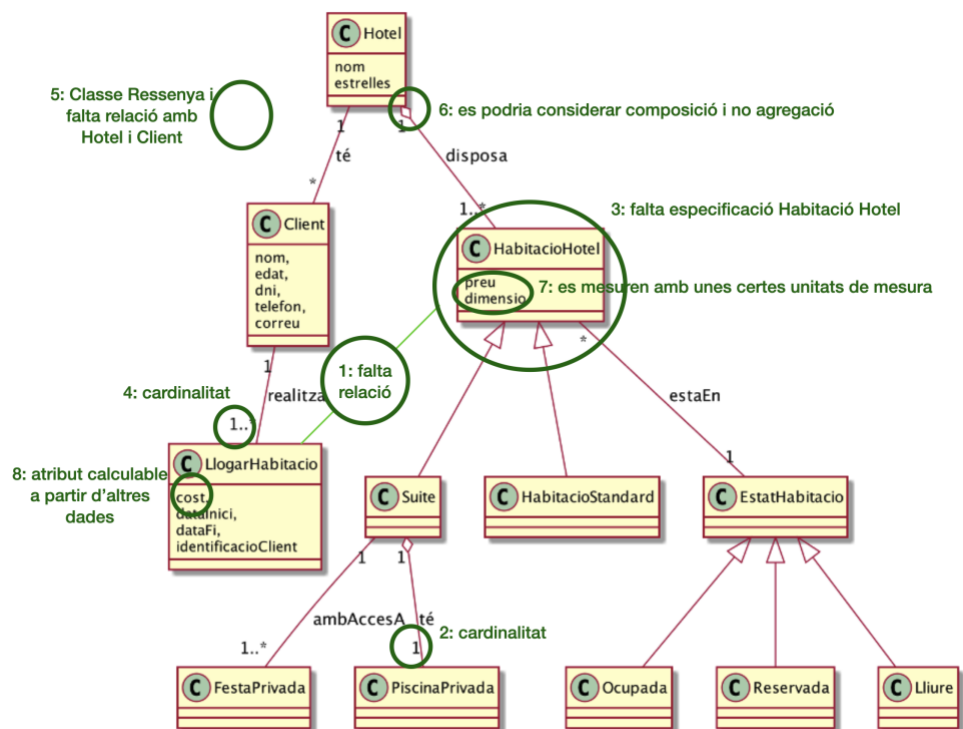 C Hotel
nom
estrelles
5: Classe Ressenya i
falta relació amb
Hotel i Client
6: es podria considerar composició i no agregació
1
1
té
disposa
*
1..*
3: falta especificació Habitació Hotel
C Client
nom,
edat,
dni,
telefon,
correu
C HabitacioHotel
preu
dimensio
7: es mesuren amb unes certes unitats de mesura
*
1
1: falta
relació
4: cardinalitat
realitza
estaEn
1..*
1
8: atribut calculable
a partir d'altres
dades
C LlogarHabitacio
cost,
dataInici,
dataFi,
identificacioClient
C Suite
C HabitacioStandard
C EstatHabitacio
1
1
ambAccesA
té
2: cardinalitat
1..*
1
C FestaPrivada
C PiscinaPrivada
C Ocupada
C Reservada
C Lliure